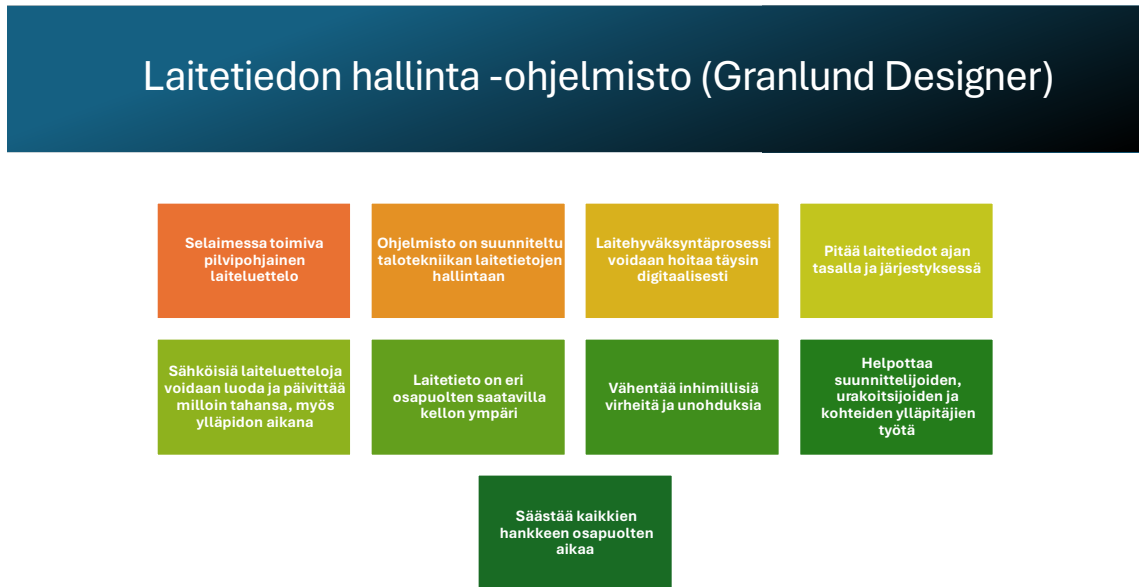 Laitetiedon hallinta -ohjelmisto (Granlund Designer)
Selaimessa toimiva
pilvipohjainen
laiteluettelo
Ohjelmisto on suunniteltu
talotekniikan laitetietojen
hallintaan
Laitehyväksyntäprosessi
voidaan hoitaa täysin
digitaalisesti
Pitää laitetiedot ajan
tasalla ja järjestyksessä
Sähköisiä laiteluetteloja
voidaan luoda ja päivittää
milloin tahansa, myös
ylläpidon aikana
Laitetieto on eri
osapuolten saatavilla
kellon ympäri
Vähentää inhimillisiä
virheitä ja unohduksia
Helpottaa
suunnittelijoiden,
urakoitsijoiden ja
kohteiden ylläpitäjien
työtä
Säästää kaikkien
hankkeen osapuolten
aikaa